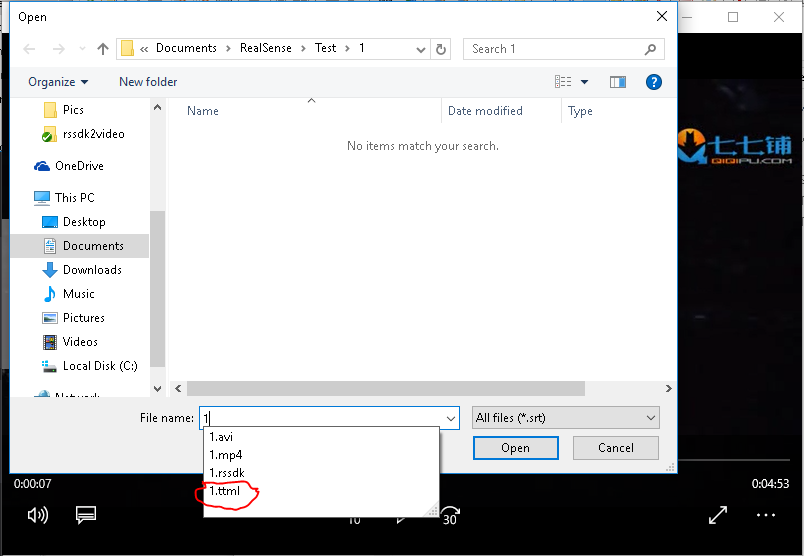 Open
« Documents › RealSense › Test › 1
Search 1
Organize
New folder
Pics
rssdk2video
OneDrive
This PC
Desktop
Documents
Downloads
Music
Pictures
Videos
Local Disk (C:)
Name
Date modified
Type
No items match your search.
File name:
1
All files (*.srt)
1.avi
1.mp4
1.rssdk
1.ttml
Open
Cancel
七七铺
QIQIPU.COM
0:00:07
0:04:53
10
30